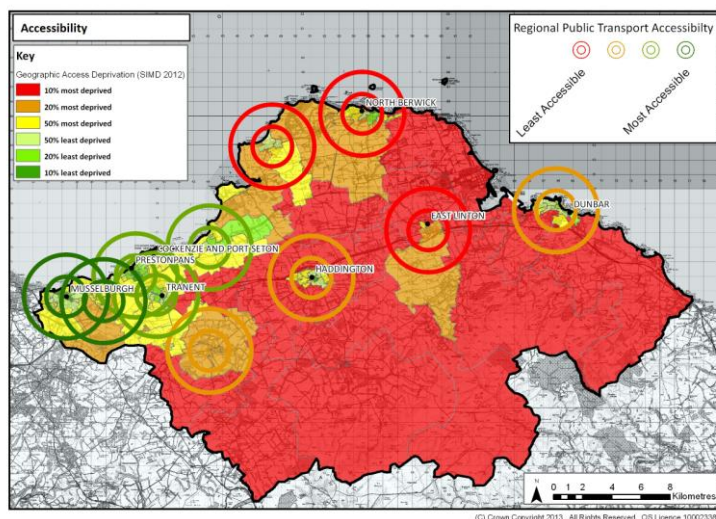 Accessibility
Key
Geographic Access Deprivation (SIMD 2012)
10% most deprived
20% most deprived
50% most deprived
50% least deprived
20% least deprived
10% least deprived
Regional Public Transport Accessibilty
Least Accessible
Most Accessible
NORTH BERWICK
EAST LINTON
DUNBAR
COCKENZIE AND PORT SETON
PRESTONPANS
HADDINGTON
MUSSELBURGH
TRANENT
N
0 1 2 4 6 8
Kilometres
(C) Crown Copyright 2013. All Rights Reserved. OS Licence 10002338